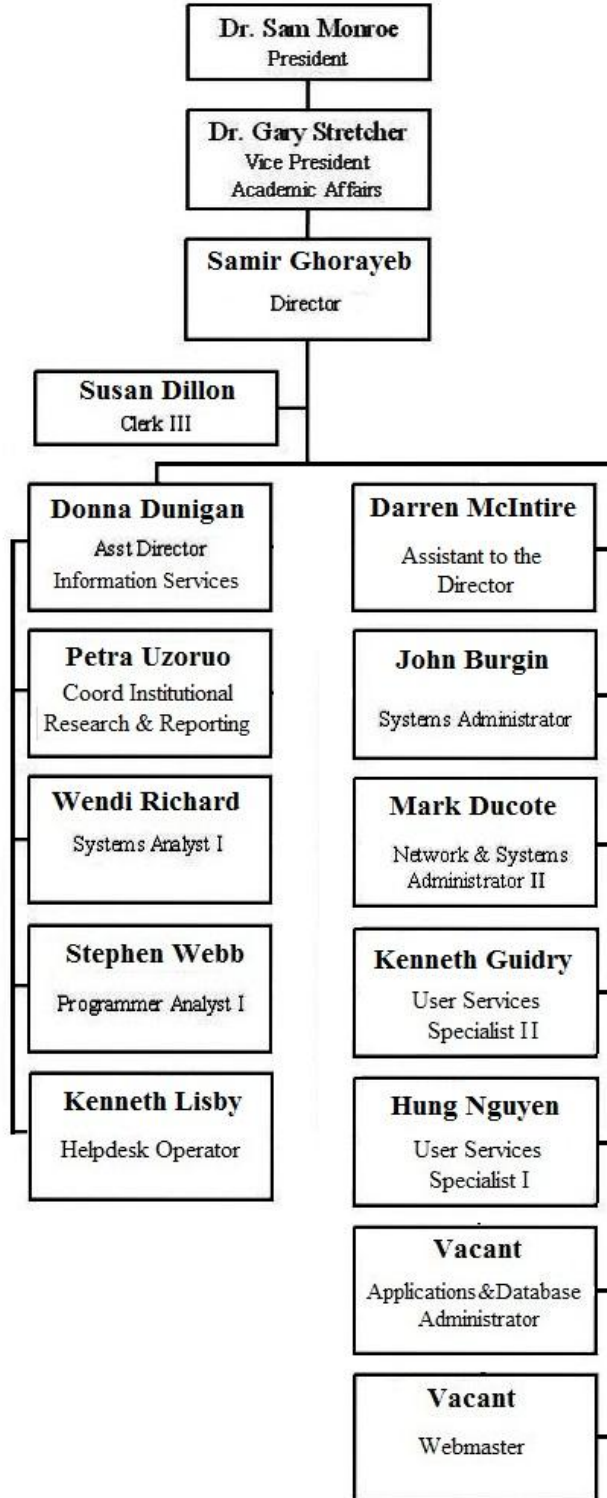 Dr. Sam Monroe
President
Dr. Gary Stretcher
Vice President
Academic Affairs
Samir Ghorayeb
Director
Susan Dillon
Clerk III
Donna Dunigan
Asst Director
Information Services
Petra Uzoruo
Coord Institutional
Research & Reporting
Wendi Richard
Systems Analyst I
Stephen Webb
Programmer Analyst I
Kenneth Lisby
Helpdesk Operator
Darren McIntire
Assistant to the
Director
John Burgin
Systems Administrator
Mark Ducote
Network & Systems
Administrator II
Kenneth Guidry
User Services
Specialist II
Hung Nguyen
User Services
Specialist I
Vacant
Applications&Database
Administrator
Vacant
Webmaster